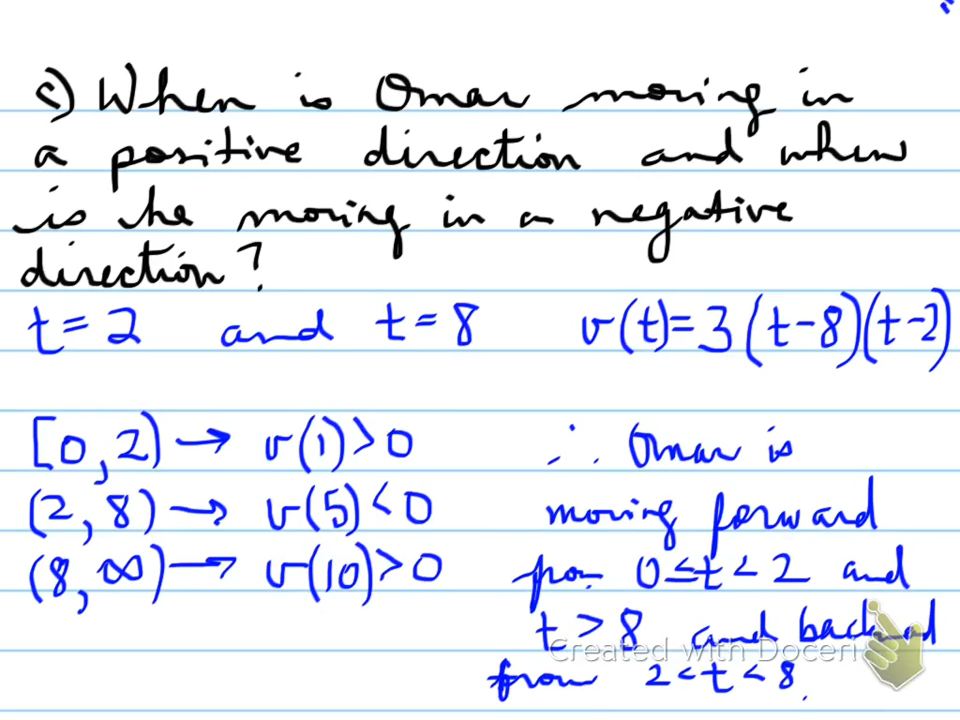 c) When is Omar moving in
a positive direction and when
is he moving in a negative
direction?
t = 2 and t = 8 v(t) = 3(t-8)(t-2)
[0, 2) → v(1) > 0
(2, 8) → v(5) < 0
(8, ∞) → v(10) > 0
∴ Omar is
moving forward
from 0 ≤ t < 2 and
t > 8 and backward
from 2 < t < 8.
Created with Doceri